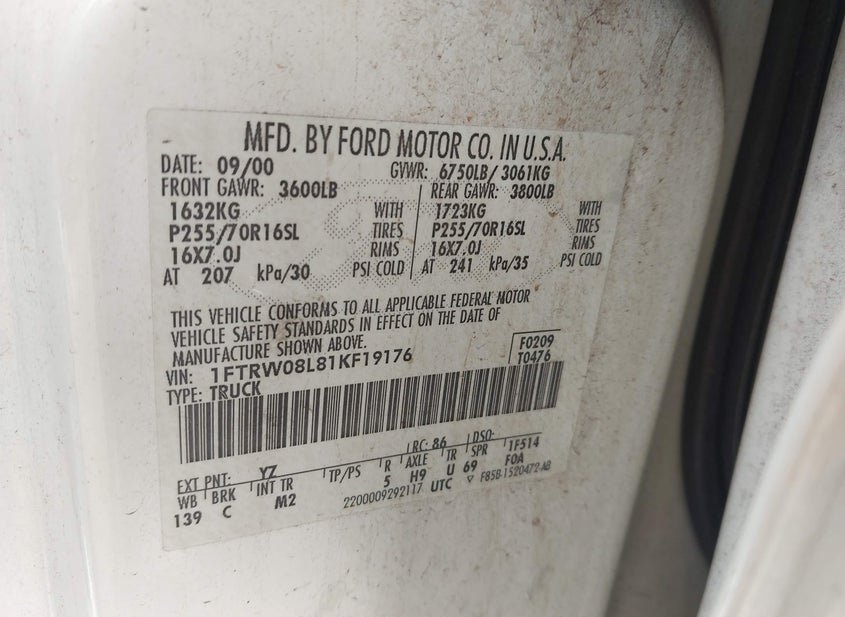 MFD. BY FORD MOTOR CO. IN U.S.A.
DATE: 09/00 GVWR: 6750LB/ 3061KG
FRONT GAWR: 3600LB REAR GAWR: 3800LB
1632KG WITH 1723KG WITH
P255/70R16SL TIRES P255/70R16SL TIRES
16X7.0J RIMS 16X7.0J RIMS
AT 207 kPa/30 PSI COLD AT 241 kPa/35 PSI COLD
THIS VEHICLE CONFORMS TO ALL APPLICABLE FEDERAL MOTOR
VEHICLE SAFETY STANDARDS IN EFFECT ON THE DATE OF
MANUFACTURE SHOWN ABOVE.
VIN: 1FTRW08L81KF19176 F0209
TYPE: TRUCK T0476
EXT PNT: YZ RC: 86 DSO:
WB BRK INT TR TP/PS R AXLE TR SPR 1F514
139 C M2 5 H9 U 69 FOA
2200009292117 UTC ▽ F85B-1520472-AB